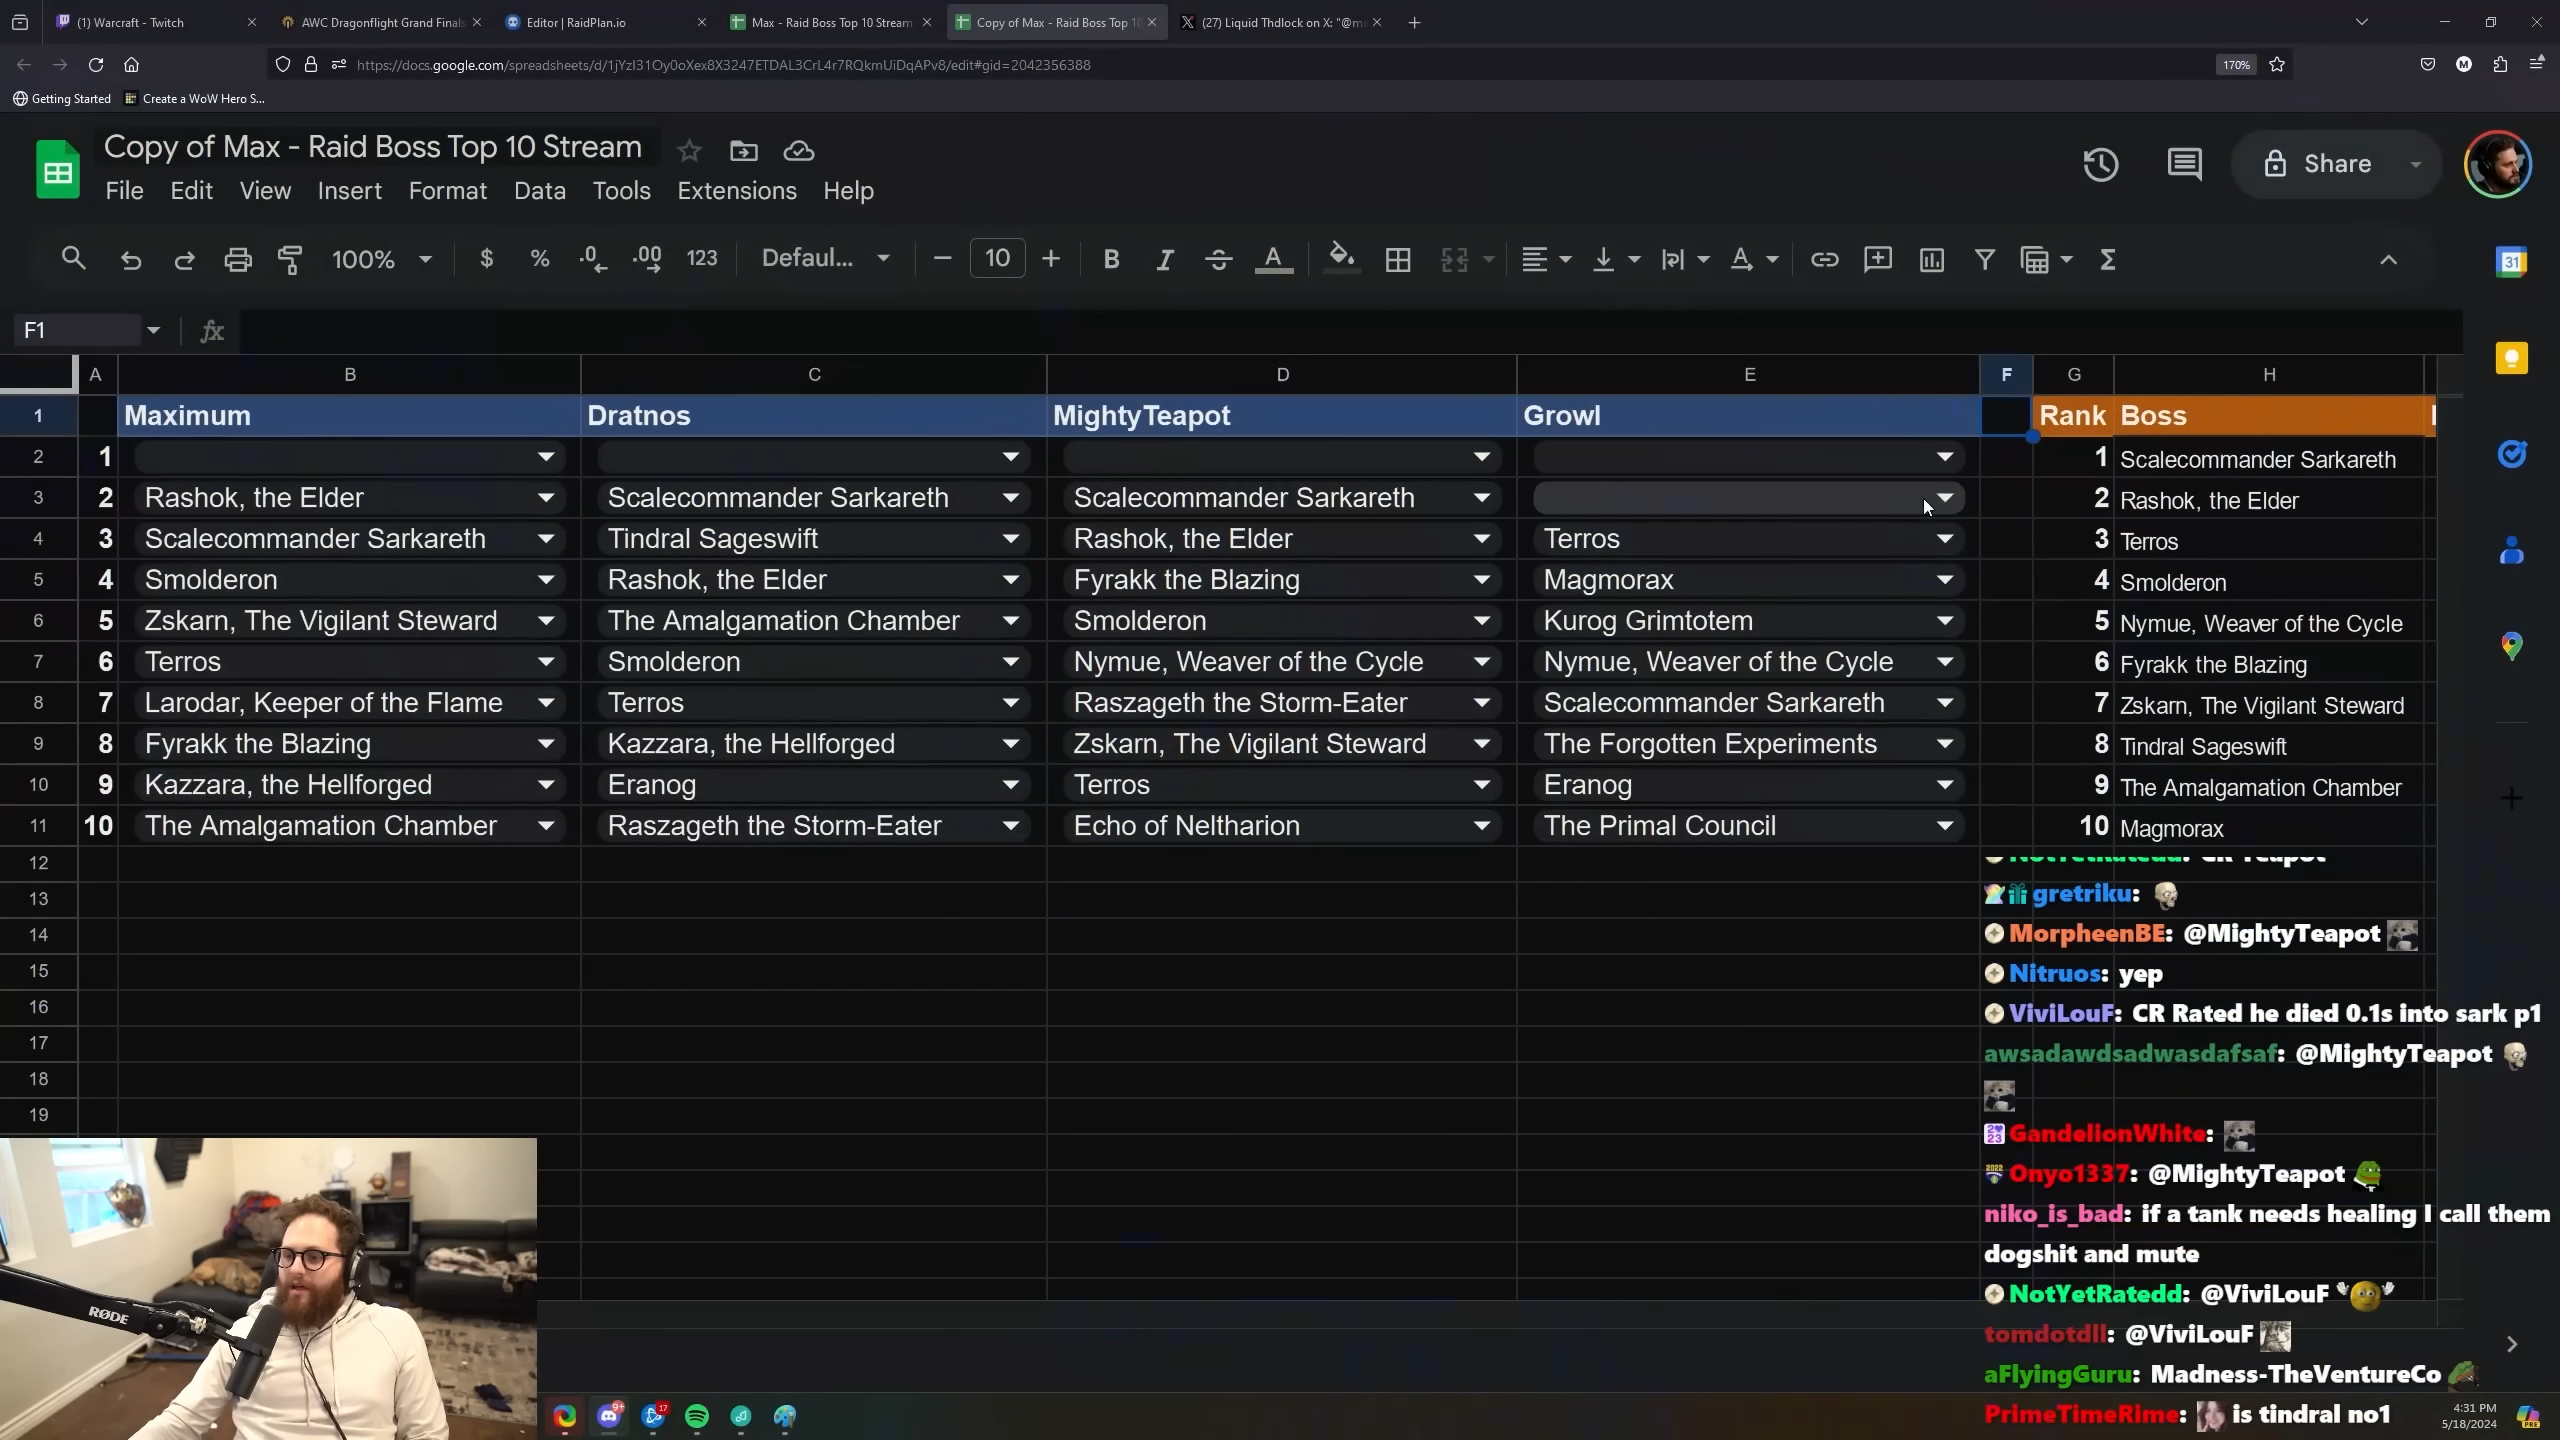 (1) Warcraft - Twitch
AWC Dragonflight Grand Finals
Editor | RaidPlan.io
Max - Raid Boss Top 10 Stream
Copy of Max - Raid Boss Top 10
(27) Liquid Thdlock on X: "@ma
https://docs.google.com/spreadsheets/d/1jYzI31Oy0oXex8X3247ETDAL3CrL4r7RQkmUiDqAPv8/edit#gid=2042356388
170%
Getting Started
Create a WoW Hero S...
Copy of Max - Raid Boss Top 10 Stream
File Edit View Insert Format Data Tools Extensions Help
Share
100% $ % .0 .00 123 Defaul... 10 B I
31
F1 fx
A B C D E F G H
1 Maximum Dratnos MightyTeapot Growl Rank Boss
2 1 1 Scalecommander Sarkareth
3 2 Rashok, the Elder Scalecommander Sarkareth Scalecommander Sarkareth 2 Rashok, the Elder
4 3 Scalecommander Sarkareth Tindral Sageswift Rashok, the Elder Terros 3 Terros
5 4 Smolderon Rashok, the Elder Fyrakk the Blazing Magmorax 4 Smolderon
6 5 Zskarn, The Vigilant Steward The Amalgamation Chamber Smolderon Kurog Grimtotem 5 Nymue, Weaver of the Cycle
7 6 Terros Smolderon Nymue, Weaver of the Cycle Nymue, Weaver of the Cycle 6 Fyrakk the Blazing
8 7 Larodar, Keeper of the Flame Terros Raszageth the Storm-Eater Scalecommander Sarkareth 7 Zskarn, The Vigilant Steward
9 8 Fyrakk the Blazing Kazzara, the Hellforged Zskarn, The Vigilant Steward The Forgotten Experiments 8 Tindral Sageswift
10 9 Kazzara, the Hellforged Eranog Terros Eranog 9 The Amalgamation Chamber
11 10 The Amalgamation Chamber Raszageth the Storm-Eater Echo of Neltharion The Primal Council 10 Magmorax
12
13
14
15
16
17
18
19
gretriku:
MorpheenBE: @MightyTeapot
Nitruos: yep
ViviLouF: CR Rated he died 0.1s into sark p1
awsadawdsadwasdafsaf: @MightyTeapot
GandelionWhite:
Onyo1337: @MightyTeapot
niko_is_bad: if a tank needs healing I call them
dogshit and mute
NotYetRatedd: @ViviLouF
tomdotdll: @ViviLouF
aFlyingGuru: Madness-TheVentureCo
PrimeTimeRime: is tindral no1
RØDE
9+
17
4:31 PM
5/18/2024